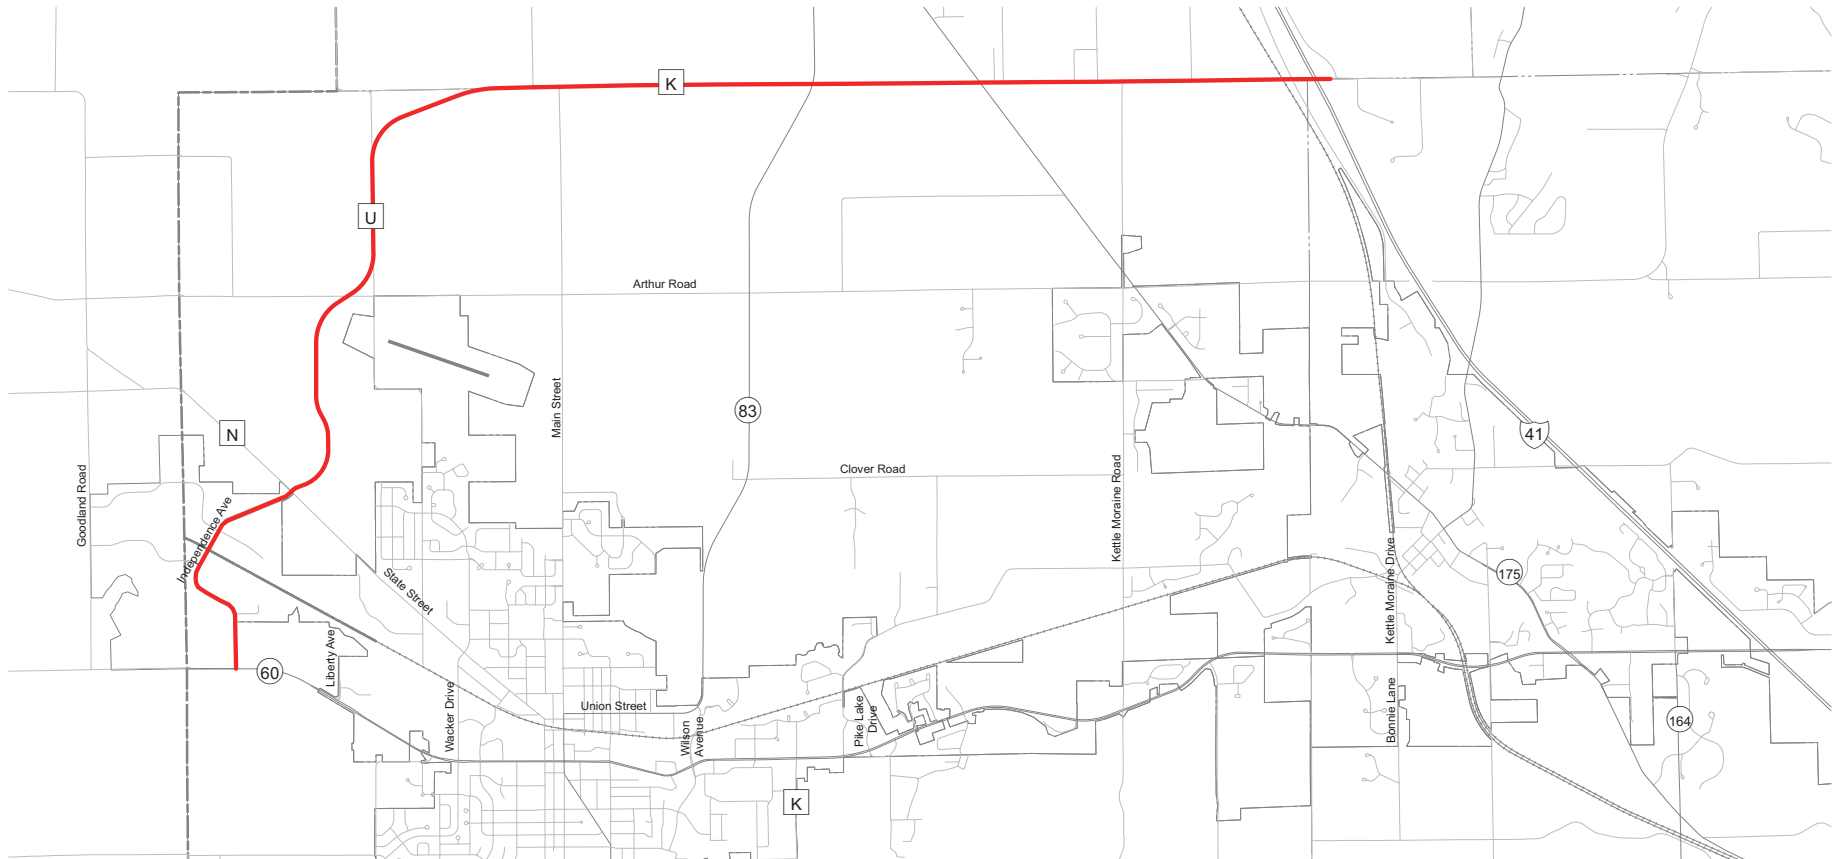 K
U
Arthur Road
Main Street
83
N
41
Clover Road
Goodland Road
Kettle Moraine Road
Independence Ave
Kettle Moraine Drive
175
State Street
Liberty Ave
60
Wacker Drive
Union Street
Wilson
Avenue
Pike Lake
Drive
Bonnie Lane
164
K